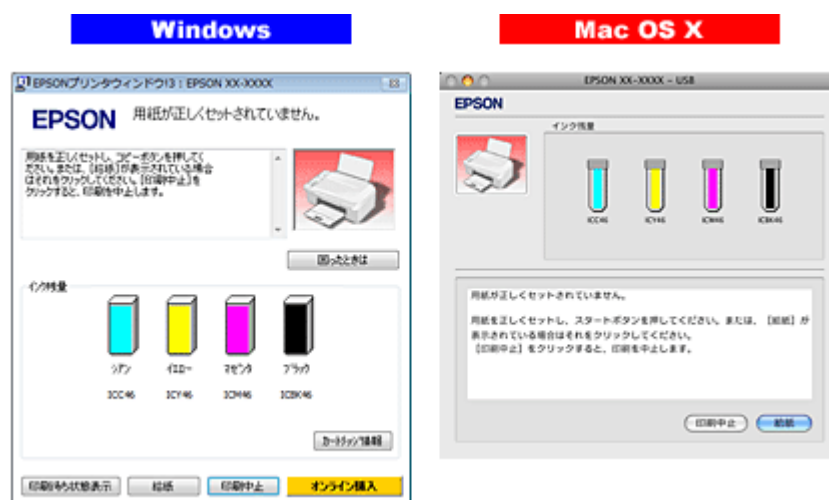 Windows
EPSONプリンタウィンドウ!3 : EPSON XX-XXXX
EPSON
用紙が正しくセットされていません。
用紙を正しくセットし、コピーボタンを押してく
ださい。または、[給紙]が表示されている場合
はそれをクリックしてください。[印刷中止]を
クリックすると、印刷を中止します。
困ったときは
インク残量
シアン
イエロー
マゼンタ
ブラック
ICC46
ICY46
ICM46
ICBK46
カートリッジ情報
印刷待ち状態表示
給紙
印刷中止
オンライン購入
Mac OS X
EPSON XX-XXXX - USB
EPSON
インク残量
ICC46
ICY46
ICM46
ICBK46
用紙が正しくセットされていません。
用紙を正しくセットし、スタートボタンを押してください。または、[給紙]が
表示されている場合はそれをクリックしてください。
[印刷中止]をクリックすると、印刷を中止します。
印刷中止
給紙